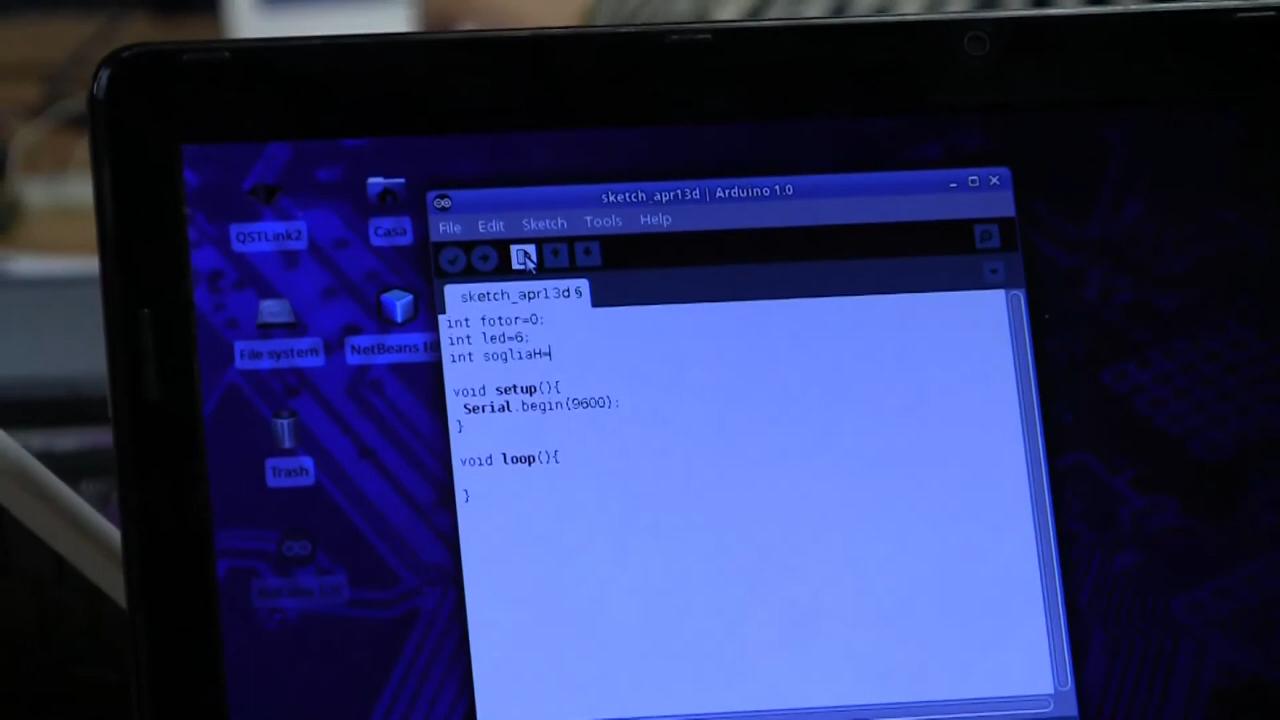 QSTLink2
Casa
File system
Trash
sketch_apr13d | Arduino 1.0
File Edit Sketch Tools Help
sketch_apr13d §
int fotor=0;
int led=6;
int sogliaH=
void setup(){
Serial.begin(9600);
}
void loop(){
}
NetBeans